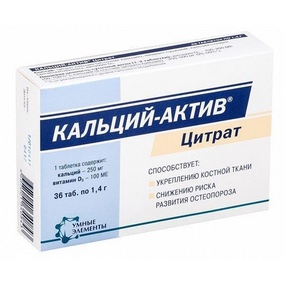 КАЛЬЦИЙ-АКТИВ®
Цитрат
1 таблетка содержит:
кальций – 250 мг
витамин D₃ – 100 МЕ
36 таб. по 1,4 г
СПОСОБСТВУЕТ:
УКРЕПЛЕНИЮ КОСТНОЙ ТКАНИ
СНИЖЕНИЮ РИСКА
РАЗВИТИЯ ОСТЕОПОРОЗА
УМНЫЕ
ЭЛЕМЕНТЫ